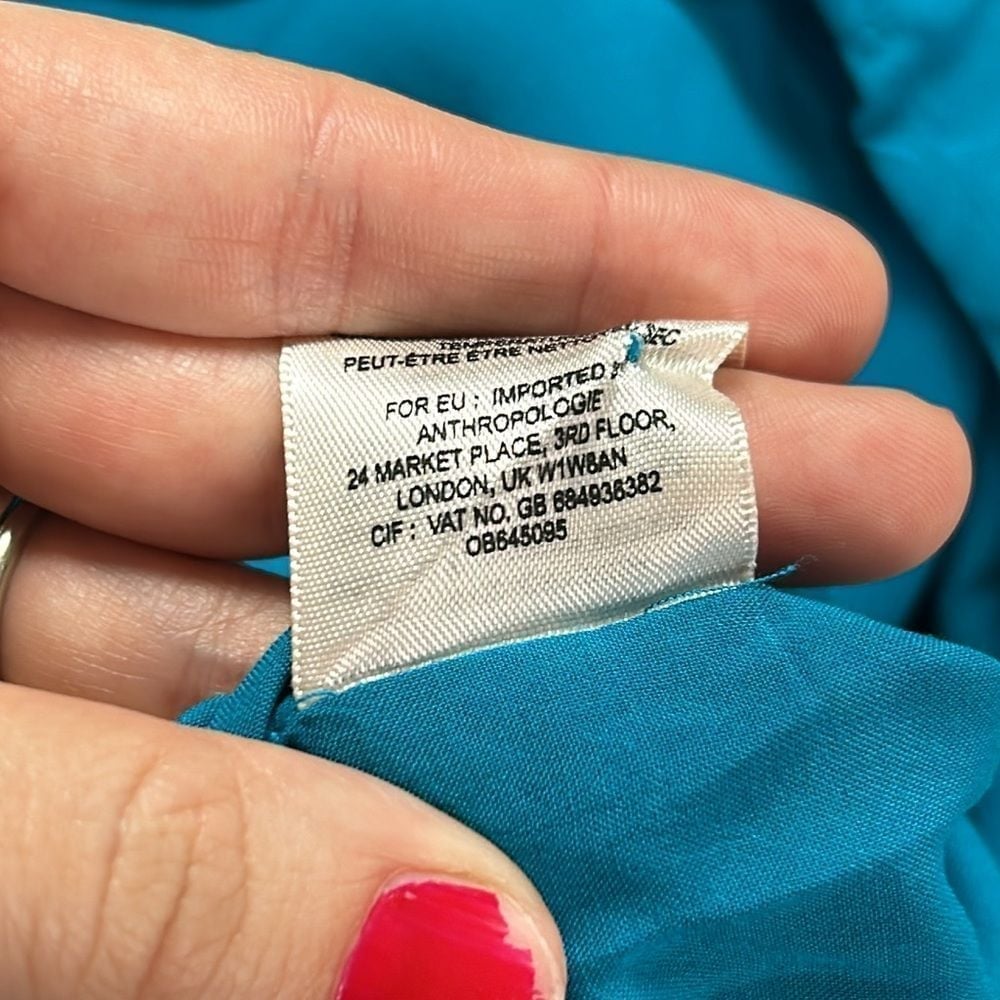 PEUT-ÊTRE ÊTRE
FOR EU : IMPORTED
ANTHROPOLOGIE
24 MARKET PLACE, 3RD FLOOR,
LONDON, UK W1W8AN
CIF : VAT NO, GB 684936382
OB645095